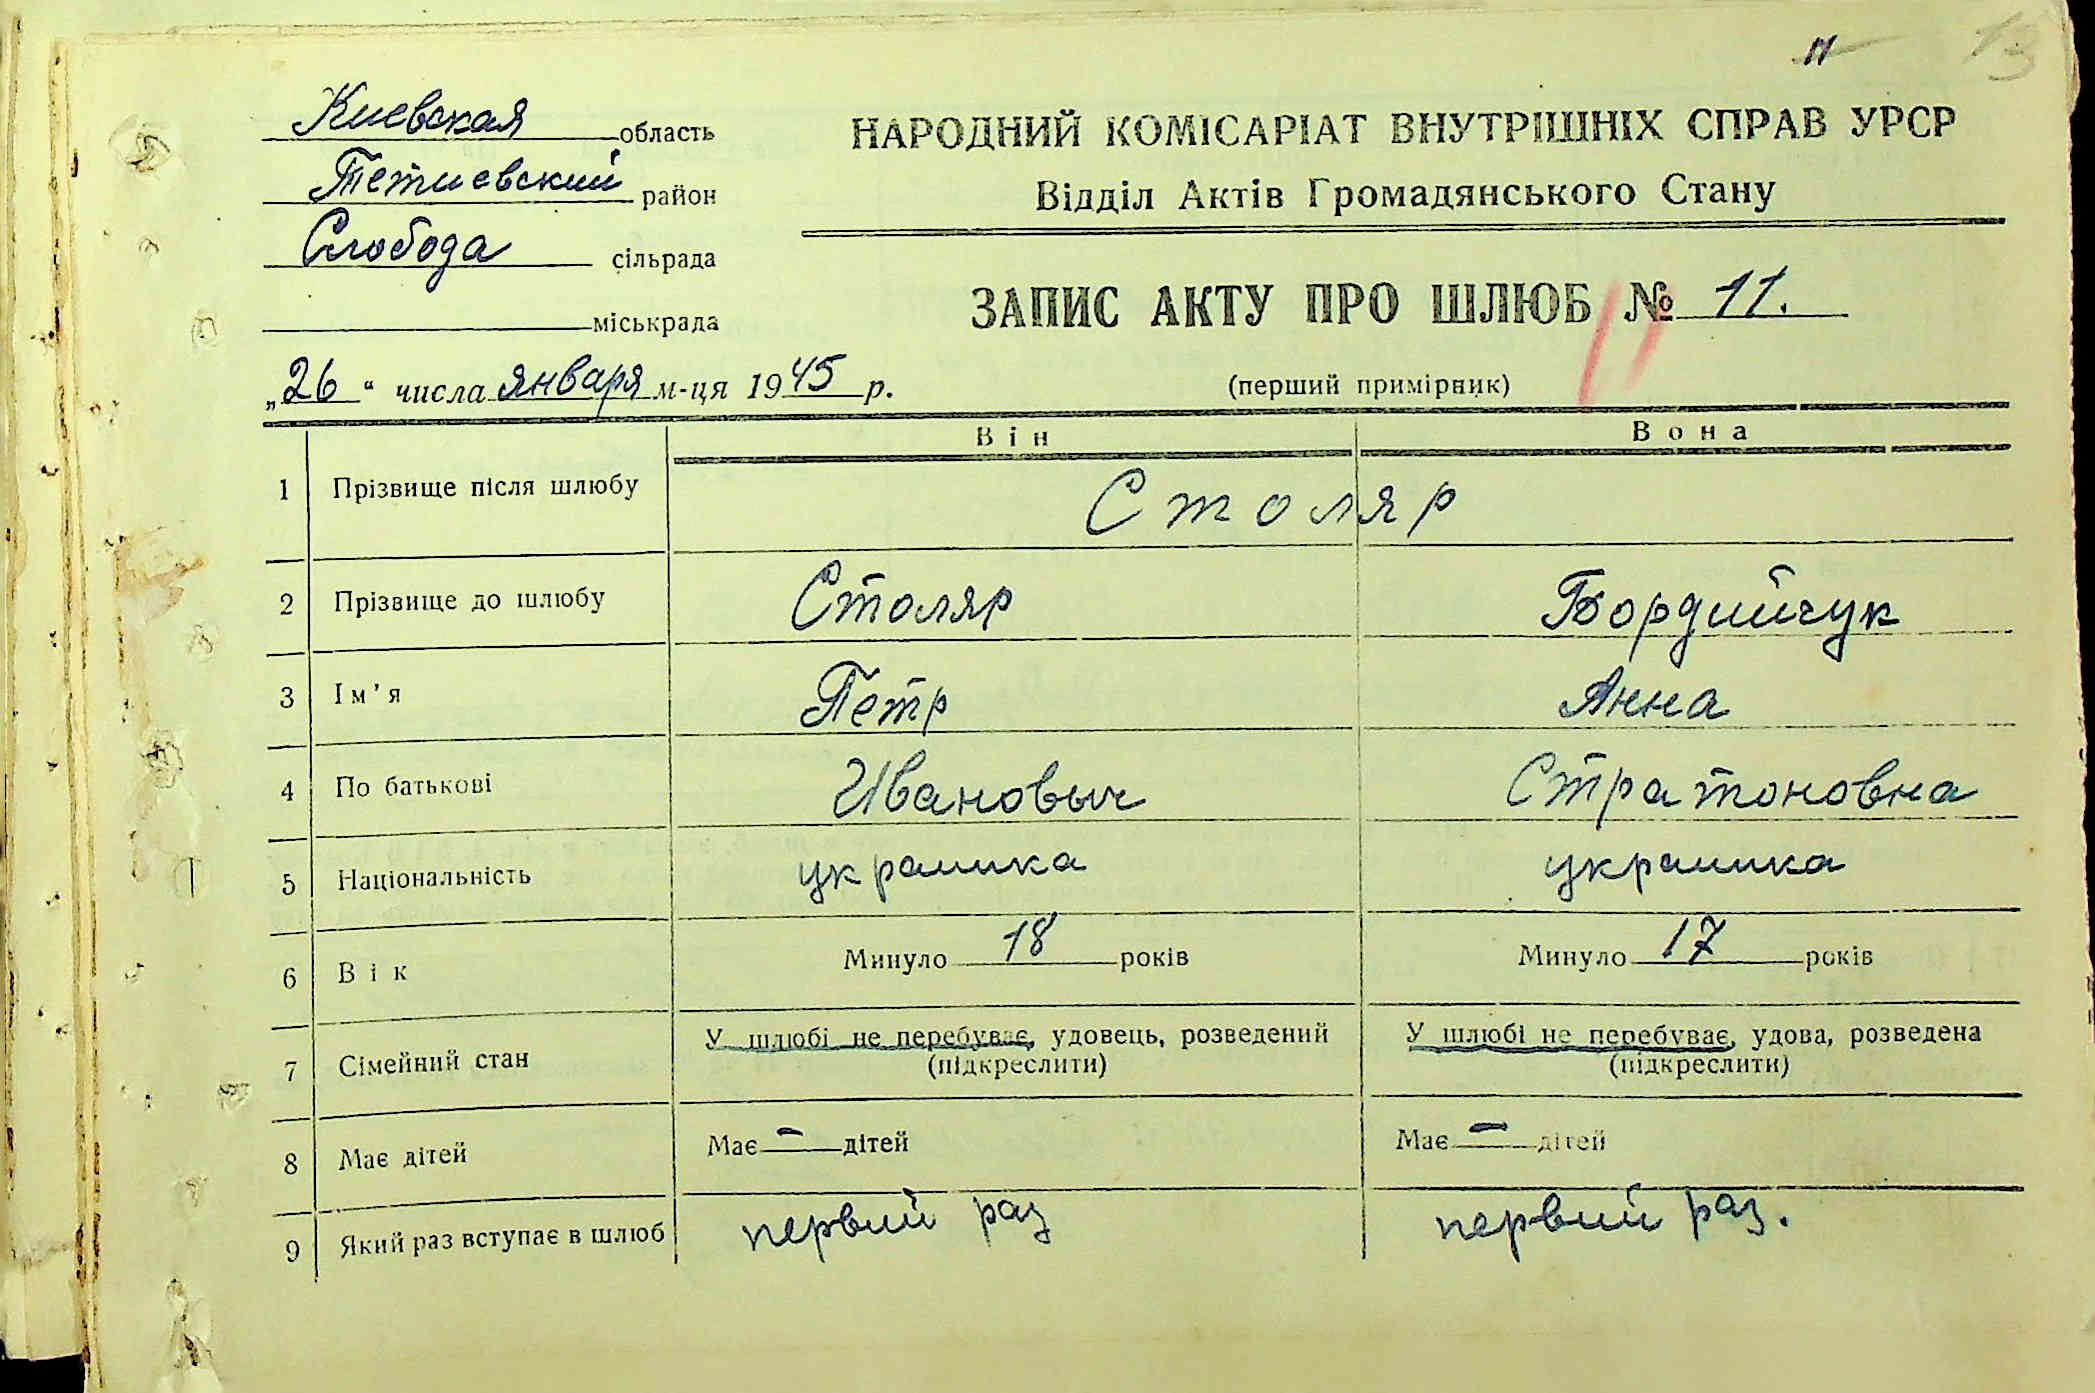 11 13
Киевская область
Тетиевский район
Слобода сільрада
міськрада
„26“ числа января м-ця 1945 р.
НАРОДНИЙ КОМІСАРІАТ ВНУТРІШНІХ СПРАВ УРСР
Відділ Актів Громадянського Стану
ЗАПИС АКТУ ПРО ШЛЮБ № 11.
(перший примірник)
Він Вона
1 Прізвище після шлюбу Столяр
2 Прізвище до шлюбу Столяр Бордийчук
3 Ім'я Петр Анна
4 По батькові Ивановыч Стратоновна
5 Національність украинка украинка
6 Вік Минуло 18 років Минуло 17 років
7 Сімейний стан У шлюбі не перебуває, удовець, розведений У шлюбі не перебуває, удова, розведена
(підкреслити) (підкреслити)
8 Має дітей Має — дітей Має — дітей
9 Який раз вступає в шлюб первий раз первий раз.